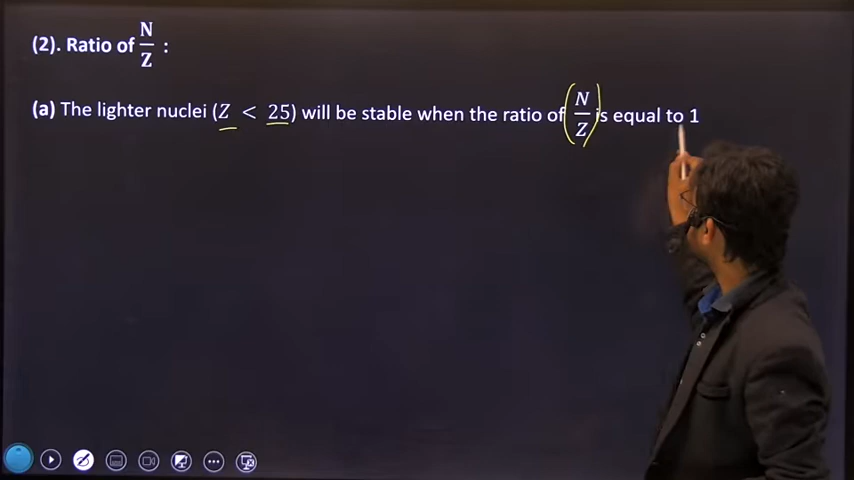 (2). Ratio of N/Z :
(a) The lighter nuclei (Z < 25) will be stable when the ratio of (N/Z) is equal to 1